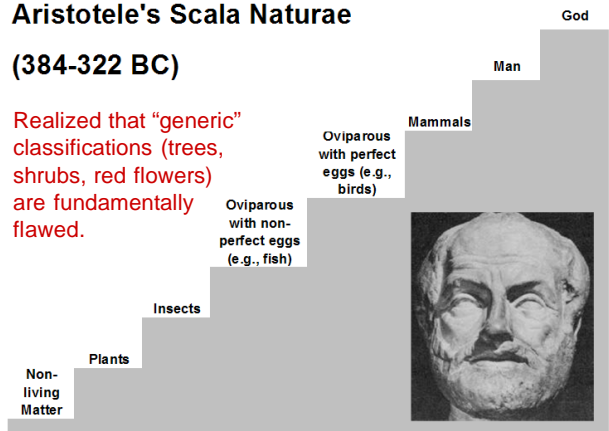 Aristotele's Scala Naturae
(384-322 BC)
Realized that “generic”
classifications (trees,
shrubs, red flowers)
are fundamentally
flawed.
God
Man
Mammals
Oviparous
with perfect
eggs (e.g.,
birds)
Oviparous
with non-
perfect eggs
(e.g., fish)
Insects
Plants
Non-
living
Matter